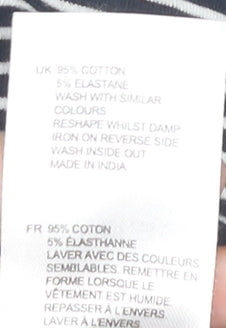 UK 95% COTTON
5% ELASTANE
WASH WITH SIMILAR
COLOURS
RESHAPE WHILST DAMP
IRON ON REVERSE SIDE
WASH INSIDE OUT
MADE IN INDIA
FR 95% COTON
5% ÉLASTHANNE
LAVER AVEC DES COULEURS
SEMBLABLES. REMETTRE EN
FORME LORSQUE LE
VÊTEMENT EST HUMIDE.
REPASSER À L'ENVERS
LAVER À L'ENVERS